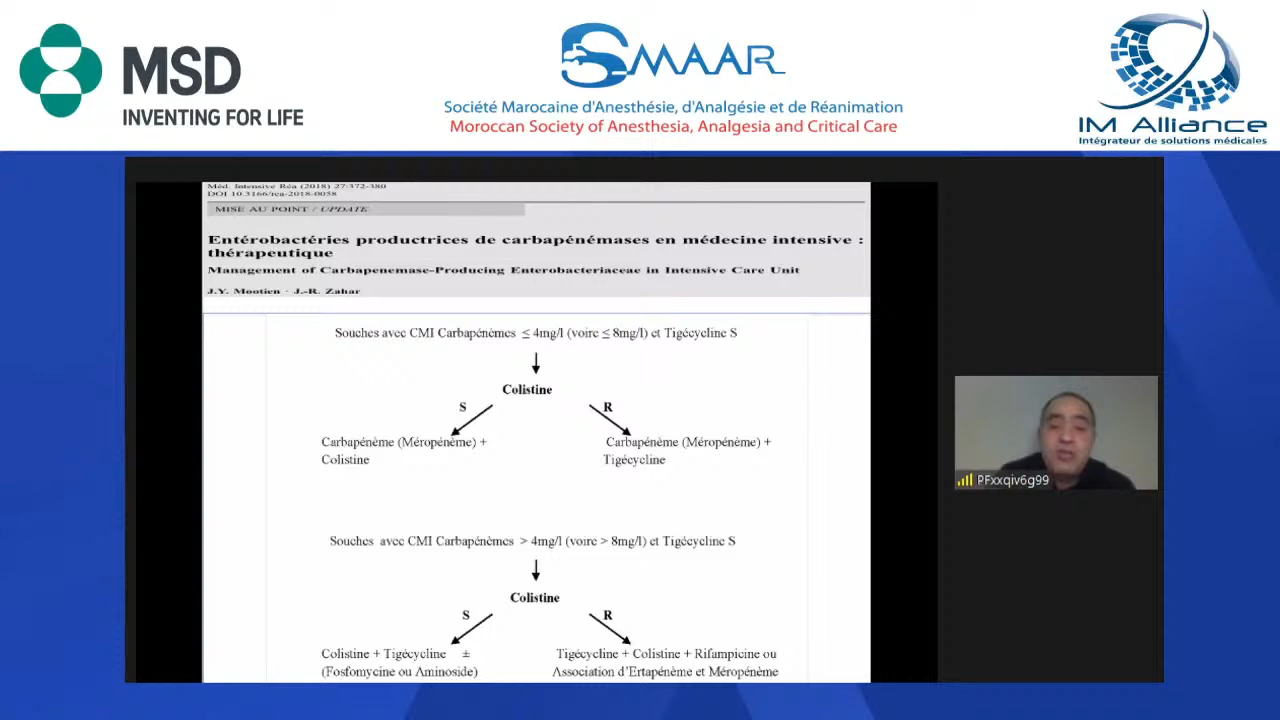 MSD
INVENTING FOR LIFE
SMAAR
Société Marocaine d'Anesthésie, d'Analgésie et de Réanimation
Moroccan Society of Anesthesia, Analgesia and Critical Care
IM Alliance
Intégrateur de solutions médicales
Méd. Intensive Réa (2018) 27:372-380
DOI 10.3166/rea-2018-0058
MISE AU POINT / UPDATE
Entérobactéries productrices de carbapénémases en médecine intensive :
thérapeutique
Management of Carbapenemase-Producing Enterobacteriaceae in Intensive Care Unit
J.Y. Mootien · J.-R. Zahar
Souches avec CMI Carbapénèmes ≤ 4mg/l (voire ≤ 8mg/l) et Tigécycline S
Colistine
S R
Carbapénème (Méropénème) +
Colistine
Carbapénème (Méropénème) +
Tigécycline
Souches avec CMI Carbapénèmes > 4mg/l (voire > 8mg/l) et Tigécycline S
Colistine
S R
Colistine + Tigécycline ±
(Fosfomycine ou Aminoside)
Tigécycline + Colistine + Rifampicine ou
Association d'Ertapénème et Méropénème
PFxxqiv6g99